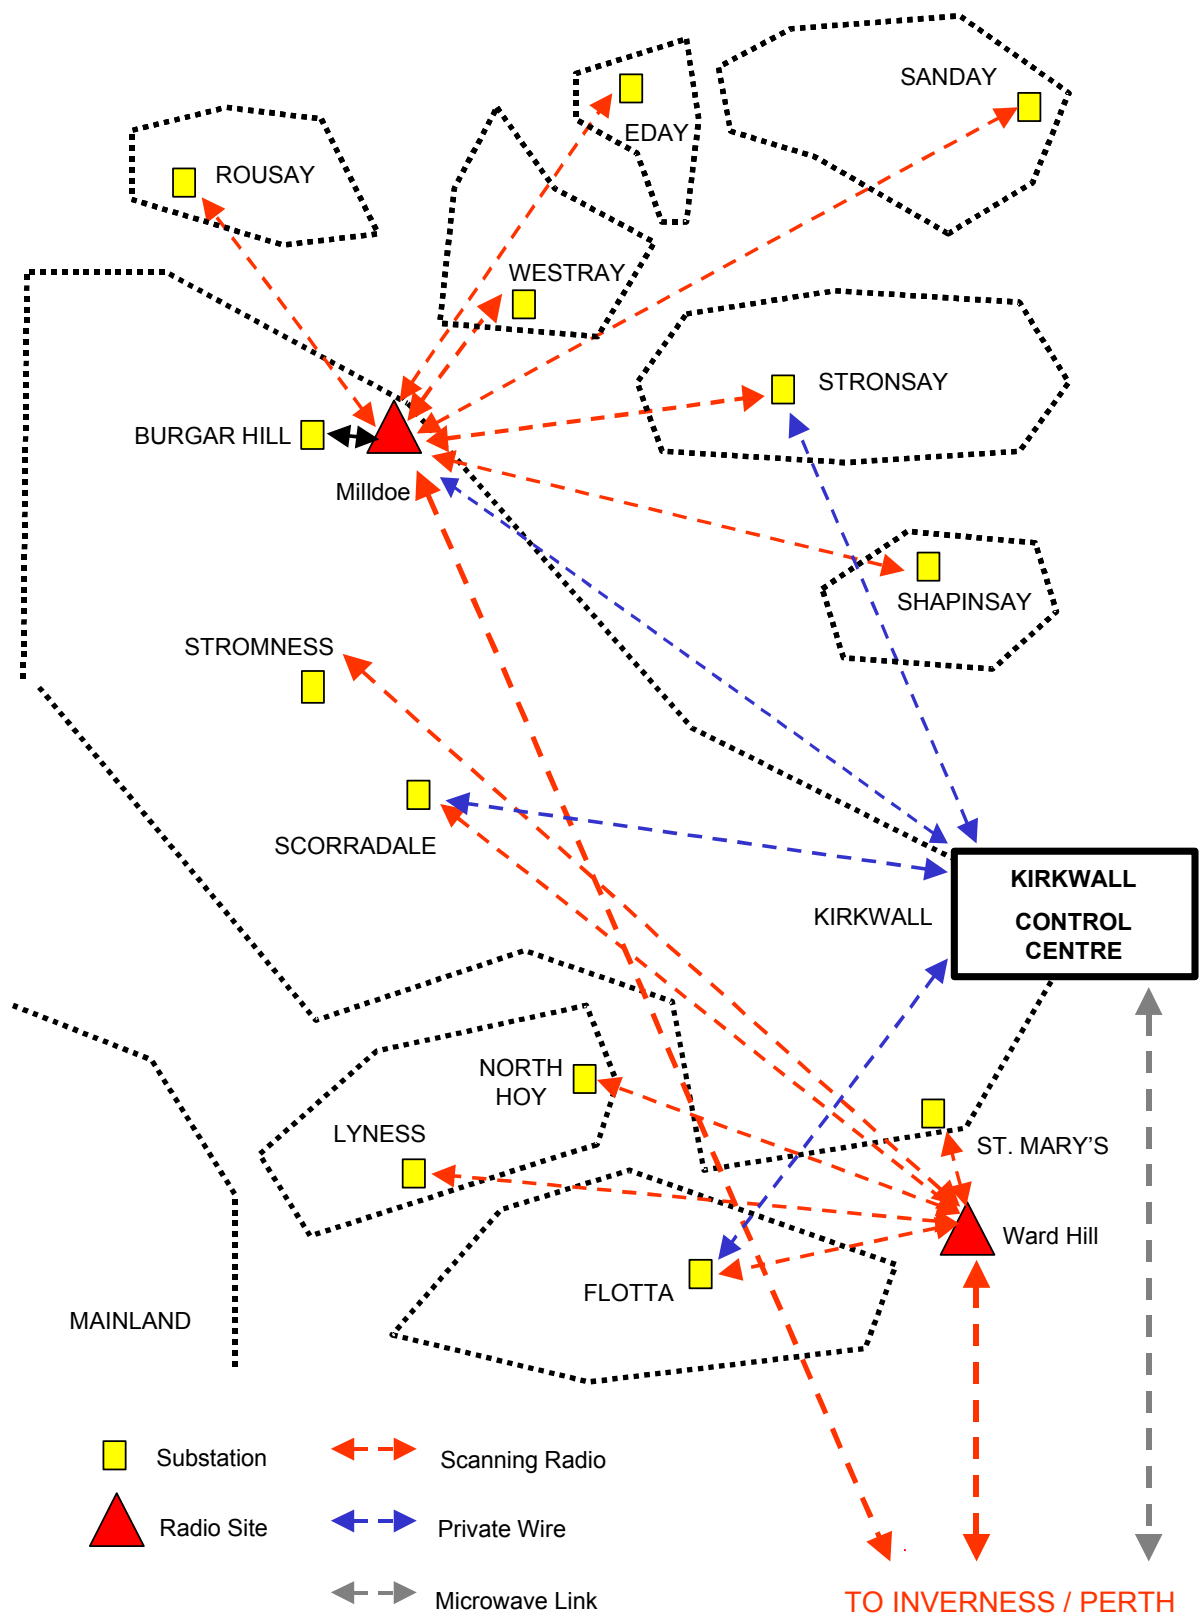 SANDAY
EDAY
ROUSAY
WESTRAY
STRONSAY
BURGAR HILL
Milldoe
SHAPINSAY
STROMNESS
SCORRADALE
KIRKWALL
KIRKWALL
CONTROL
CENTRE
NORTH
HOY
LYNESS
ST. MARY'S
Ward Hill
FLOTTA
MAINLAND
Substation
Scanning Radio
Radio Site
Private Wire
Microwave Link
TO INVERNESS / PERTH